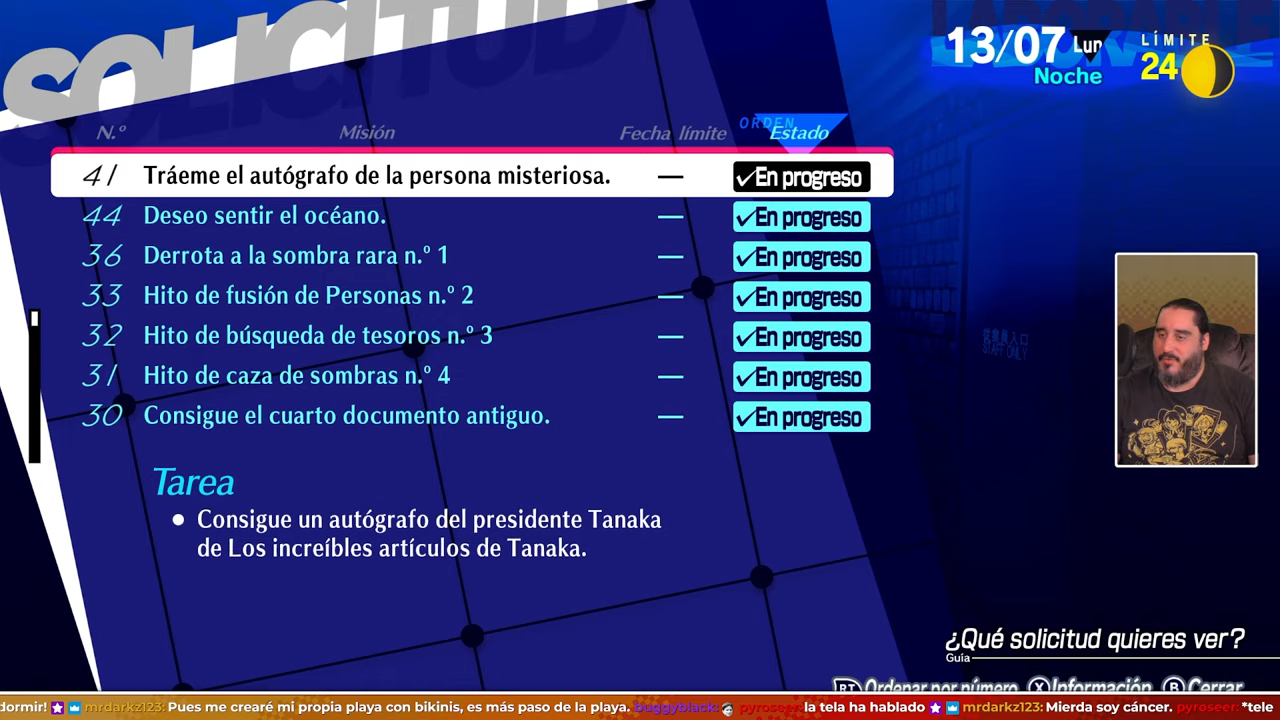 SOLICITUD
13/07 Lun
Noche
LÍMITE
24
N.º Misión Fecha límite ORDEN Estado
41 Tráeme el autógrafo de la persona misteriosa. — En progreso
44 Deseo sentir el océano. — En progreso
36 Derrota a la sombra rara n.º 1 — En progreso
33 Hito de fusión de Personas n.º 2 — En progreso
32 Hito de búsqueda de tesoros n.º 3 — En progreso
31 Hito de caza de sombras n.º 4 — En progreso
30 Consigue el cuarto documento antiguo. — En progreso
Tarea
• Consigue un autógrafo del presidente Tanaka
de Los increíbles artículos de Tanaka.
STAFF ONLY
¿Qué solicitud quieres ver?
Guía
RT Ordenar por número X Información B Cerrar
dormir! mrdarkz123: Pues me crearé mi propia playa con bikinis, es más paso de la playa. buggyblack: la tela ha hablado mrdarkz123: Mierda soy cáncer. pyroseer: *tele